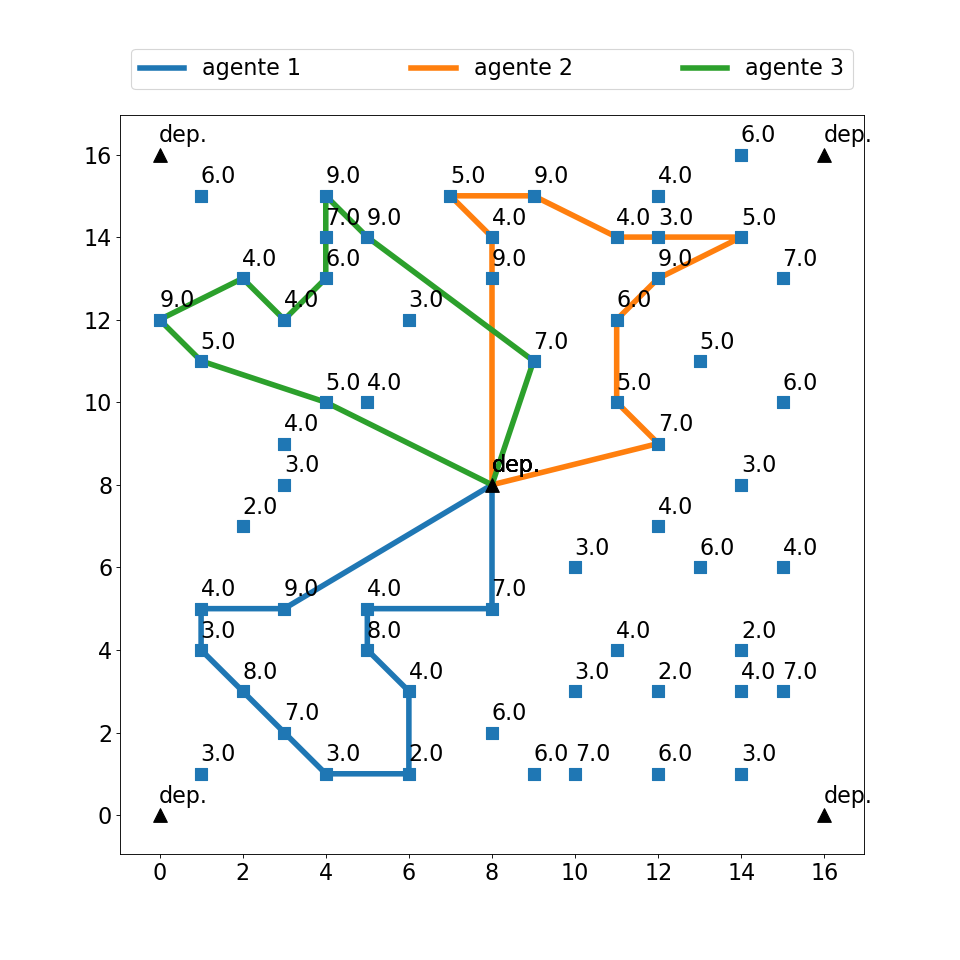 agente 1 agente 2 agente 3
dep. 6.0 dep.
16
6.0 9.0 5.0 9.0 4.0
14 7.0 9.0 4.0 4.0 3.0 5.0
4.0 6.0 9.0 9.0 7.0
12 9.0 4.0 3.0 6.0
5.0 7.0 5.0
10 5.0 4.0 5.0 6.0
4.0 7.0
8 3.0 dep. 3.0
2.0 4.0
6 3.0 6.0 4.0
4.0 9.0 4.0 7.0
4 3.0 8.0 4.0 2.0
8.0 4.0 3.0 2.0 4.0 7.0
2 7.0 6.0
3.0 3.0 2.0 6.0 7.0 6.0 3.0
0 dep. dep.
0 2 4 6 8 10 12 14 16